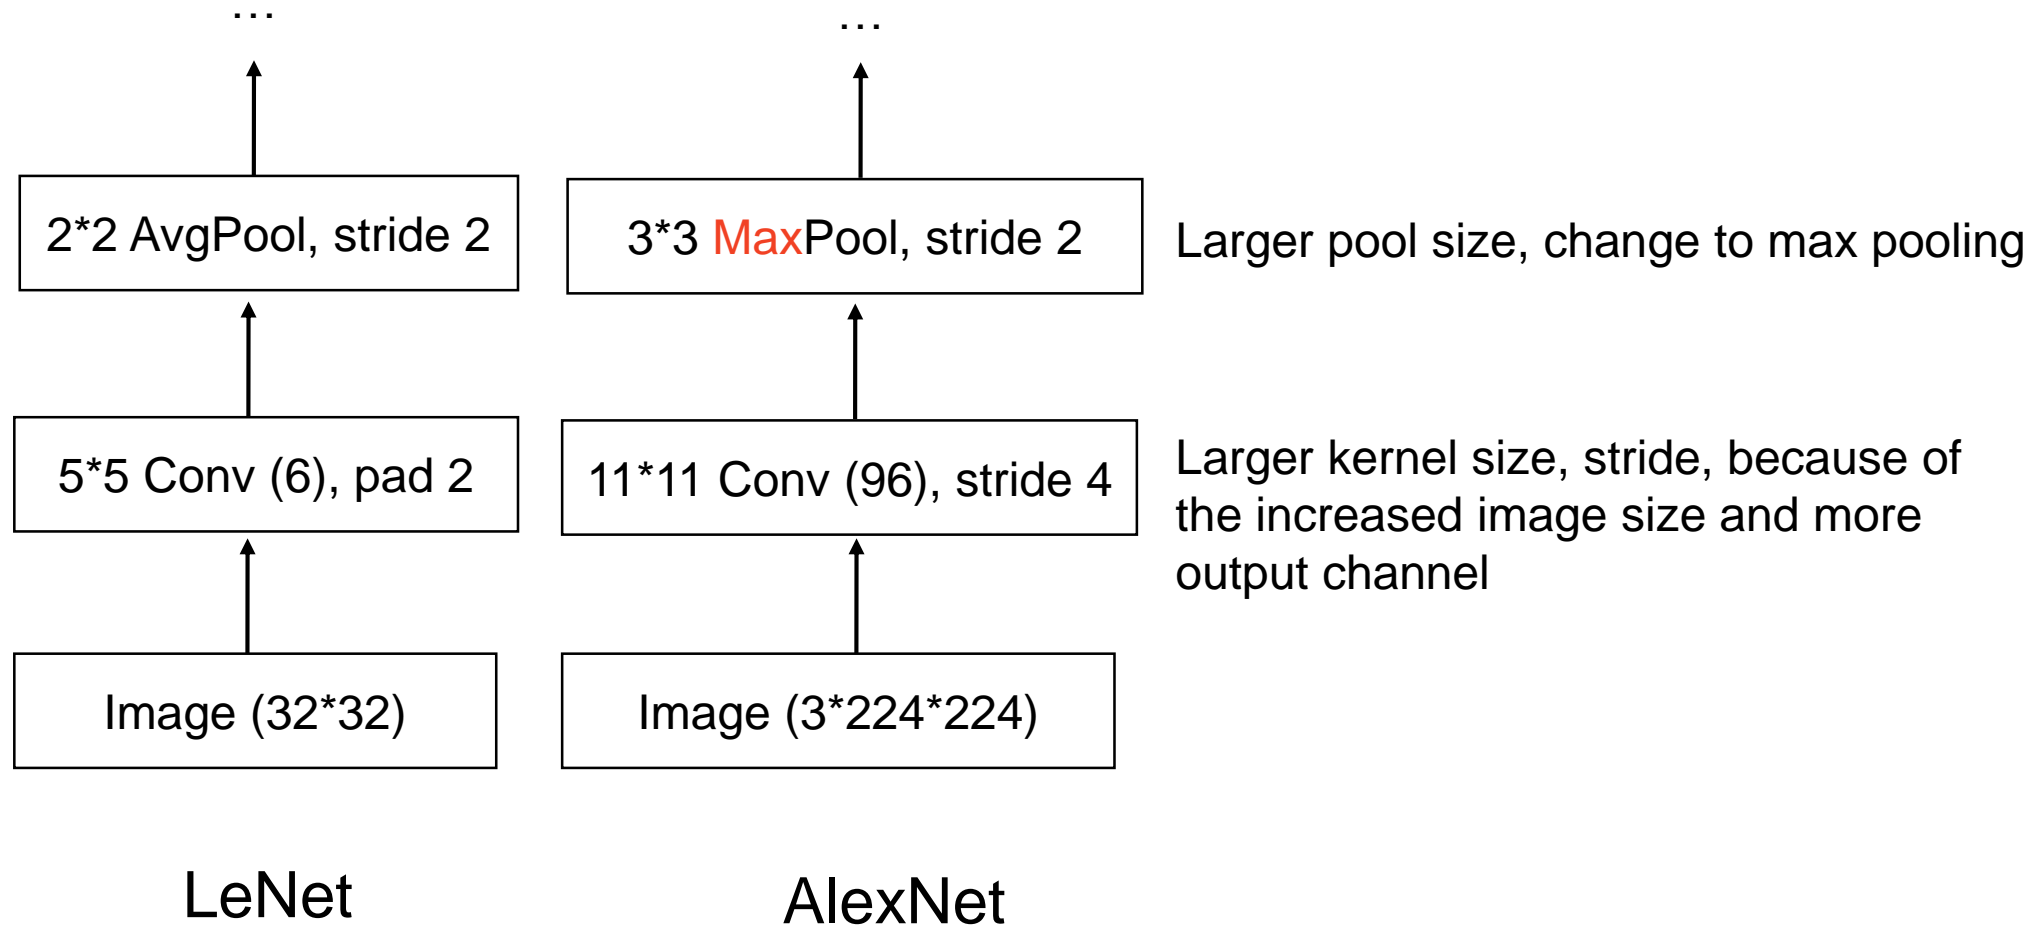 ...
2*2 AvgPool, stride 2
5*5 Conv (6), pad 2
Image (32*32)
LeNet
...
3*3 MaxPool, stride 2
11*11 Conv (96), stride 4
Image (3*224*224)
AlexNet
Larger pool size, change to max pooling
Larger kernel size, stride, because of
the increased image size and more
output channel